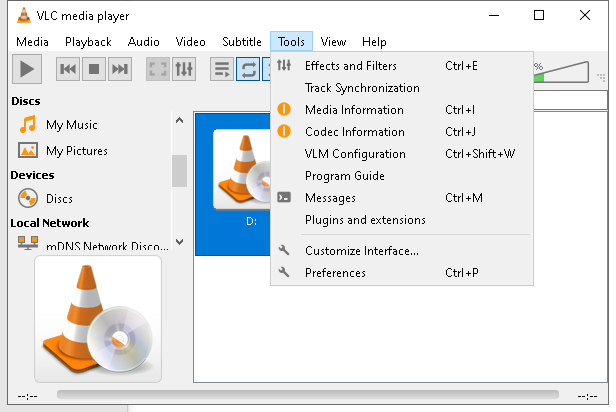 VLC media player
Media Playback Audio Video Subtitle Tools View Help
%
Discs
My Music
My Pictures
Devices
Discs
Local Network
mDNS Network Disco...
D:
Effects and Filters Ctrl+E
Track Synchronization
Media Information Ctrl+I
Codec Information Ctrl+J
VLM Configuration Ctrl+Shift+W
Program Guide
Messages Ctrl+M
Plugins and extensions
Customize Interface...
Preferences Ctrl+P
--:-- --:--